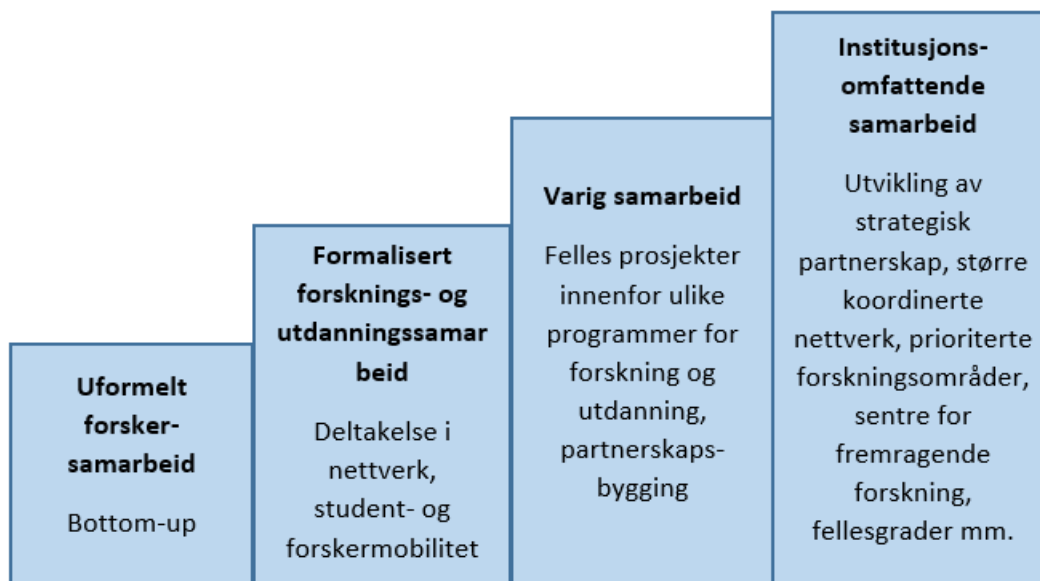 Uformelt
forsker-
samarbeid
Bottom-up
Formalisert
forsknings- og
utdanningssamar
beid
Deltakelse i
nettverk,
student- og
forskermobilitet
Varig samarbeid
Felles prosjekter
innenfor ulike
programmer for
forskning og
utdanning,
partnerskaps-
bygging
Institusjons-
omfattende
samarbeid
Utvikling av
strategisk
partnerskap, større
koordinerte
nettverk, prioriterte
forskningsområder,
sentre for
fremragende
forskning,
fellesgrader mm.